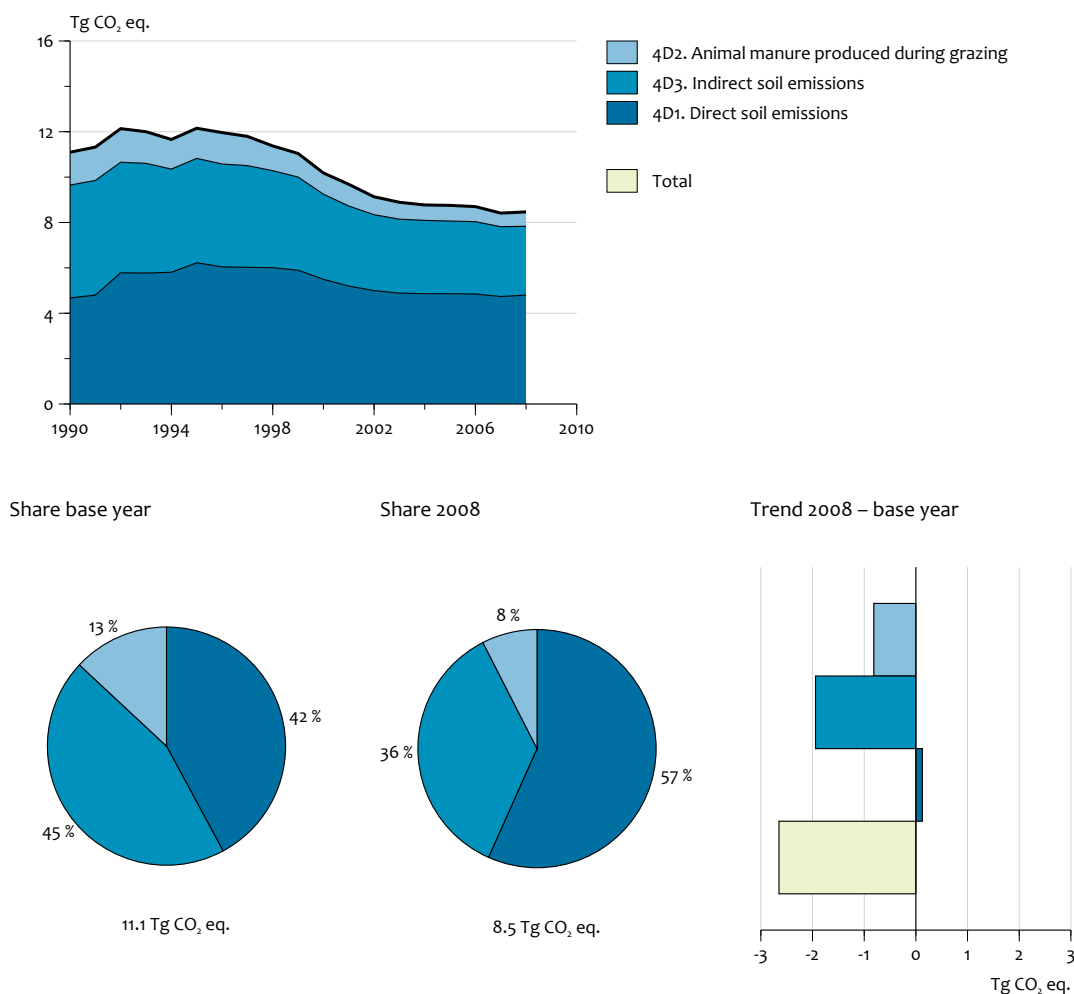 Tg CO₂ eq.
16
12
8
4
0
1990 1994 1998 2002 2006 2010
4D2. Animal manure produced during grazing
4D3. Indirect soil emissions
4D1. Direct soil emissions
Total
Share base year
13 %
42 %
45 %
11.1 Tg CO₂ eq.
Share 2008
8 %
36 %
57 %
8.5 Tg CO₂ eq.
Trend 2008 – base year
-3 -2 -1 0 1 2 3
Tg CO₂ eq.